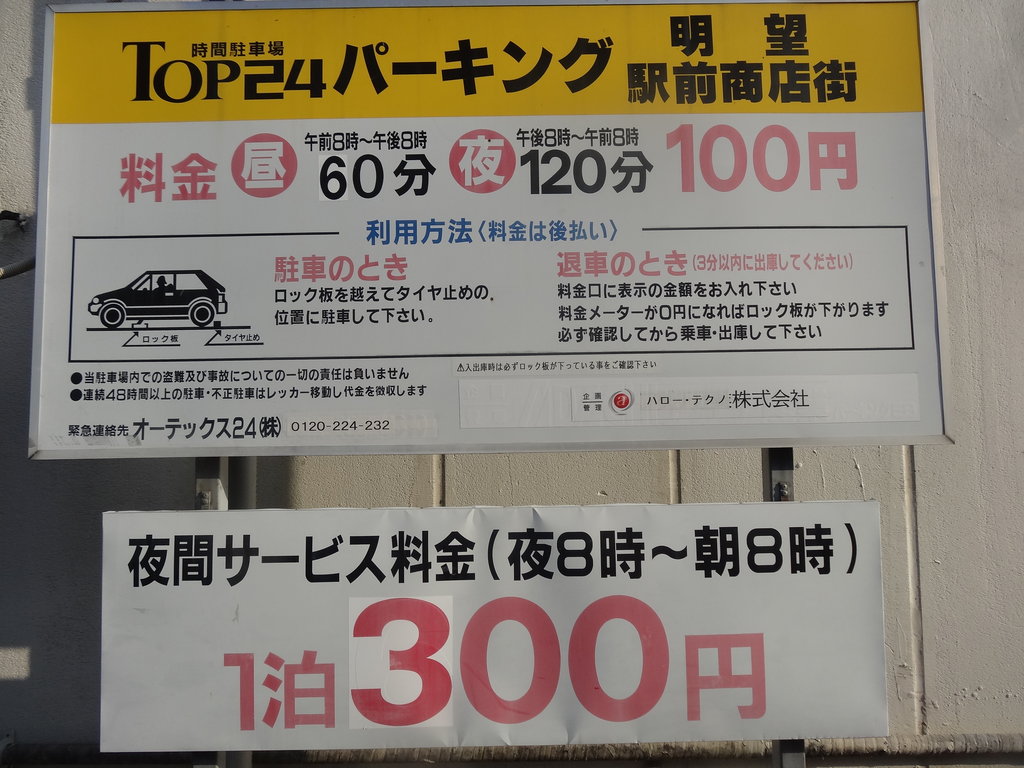 時間駐車場
TOP24パーキング
明望
駅前商店街
料金 昼 午前8時～午後8時 60分 夜 午後8時～午前8時 120分 100円
利用方法〈料金は後払い〉
駐車のとき
ロック板を越えてタイヤ止めの、
位置に駐車して下さい。
ロック板
タイヤ止め
退車のとき(3分以内に出庫してください)
料金口に表示の金額をお入れ下さい
料金メーターが0円になればロック板が下がります
必ず確認してから乗車・出庫して下さい
●当駐車場内での盗難及び事故についての一切の責任は負いません
●連続48時間以上の駐車・不正駐車はレッカー移動し代金を徴収します
緊急連絡先 オーテックス24(株) 0120-224-232
⚠入出庫時は必ずロック板が下っている事をご確認下さい
企画
管理
ハロー・テクノ株式会社
夜間サービス料金(夜8時～朝8時)
1泊300円